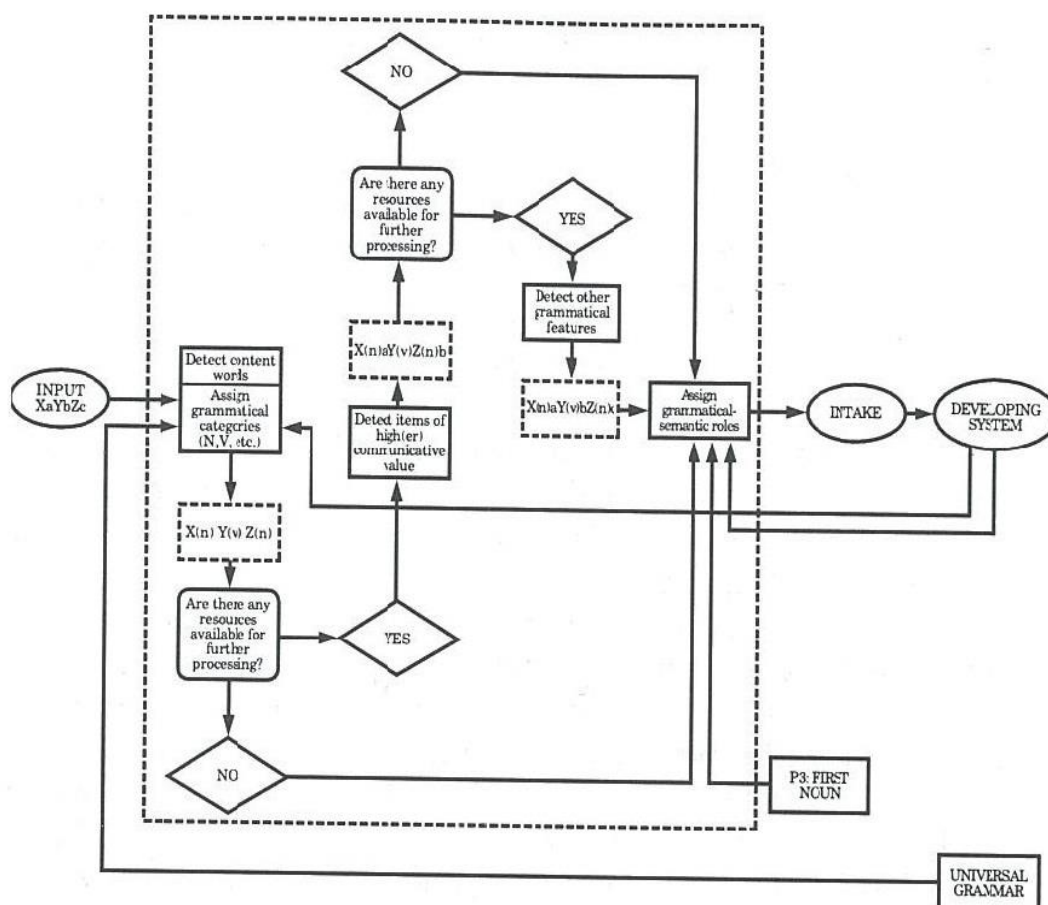 NO
Are there any
resources
available for
further
processing?
YES
Detect other
grammatical
features
X(n)aY(v)Z(n)b
X(n)aY(v)bZ(n)c
Detect content
words
Assign
grammatical
categories
(N,V, etc.)
INPUT
XaYbZc
Detect items of
high(er)
communicative
value
Assign
grammatical-
semantic roles
INTAKE
DEVELOPING
SYSTEM
X(n) Y(v) Z(n)
Are there any
resources
available for
further
processing?
YES
NO
P3: FIRST
NOUN
UNIVERSAL
GRAMMAR